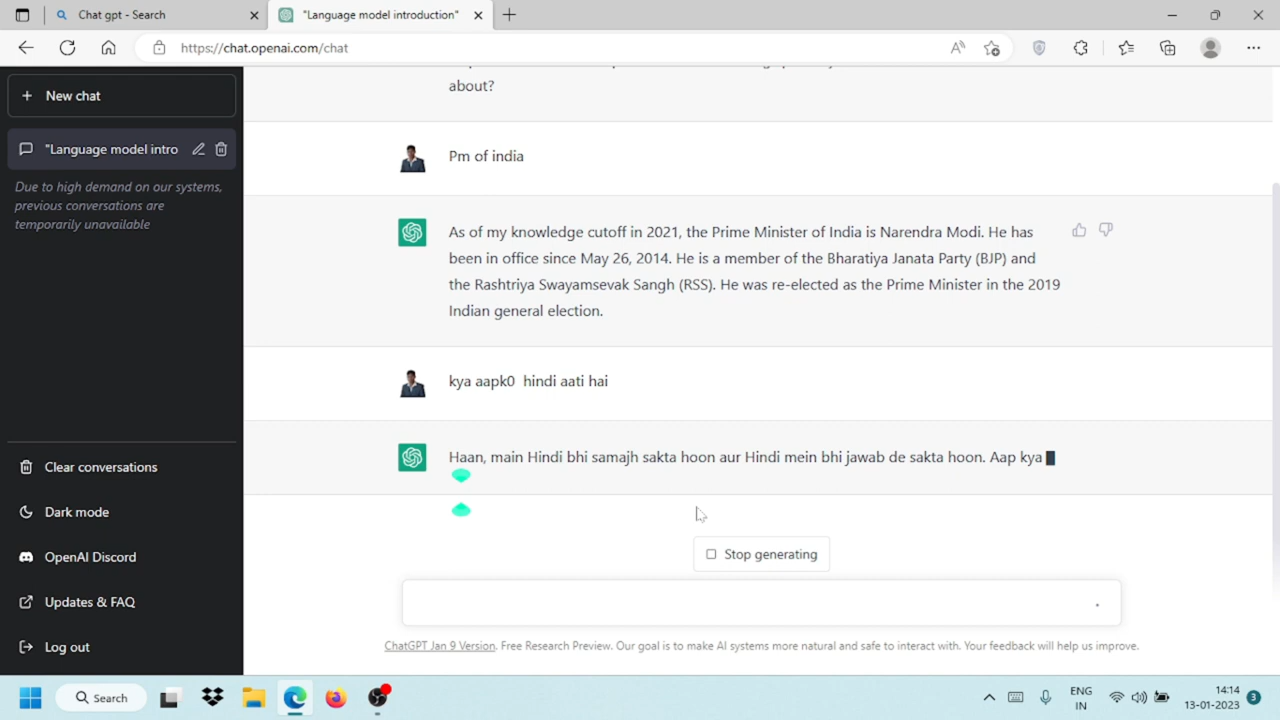 Chat gpt - Search
"Language model introduction"
https://chat.openai.com/chat
New chat
"Language model intro
Due to high demand on our systems,
previous conversations are
temporarily unavailable
Clear conversations
Dark mode
OpenAI Discord
Updates & FAQ
Log out
about?
Pm of india
As of my knowledge cutoff in 2021, the Prime Minister of India is Narendra Modi. He has
been in office since May 26, 2014. He is a member of the Bharatiya Janata Party (BJP) and
the Rashtriya Swayamsevak Sangh (RSS). He was re-elected as the Prime Minister in the 2019
Indian general election.
kya aapk0 hindi aati hai
Haan, main Hindi bhi samajh sakta hoon aur Hindi mein bhi jawab de sakta hoon. Aap kya
Stop generating
ChatGPT Jan 9 Version. Free Research Preview. Our goal is to make AI systems more natural and safe to interact with. Your feedback will help us improve.
Search
ENG
IN
14:14
13-01-2023
3